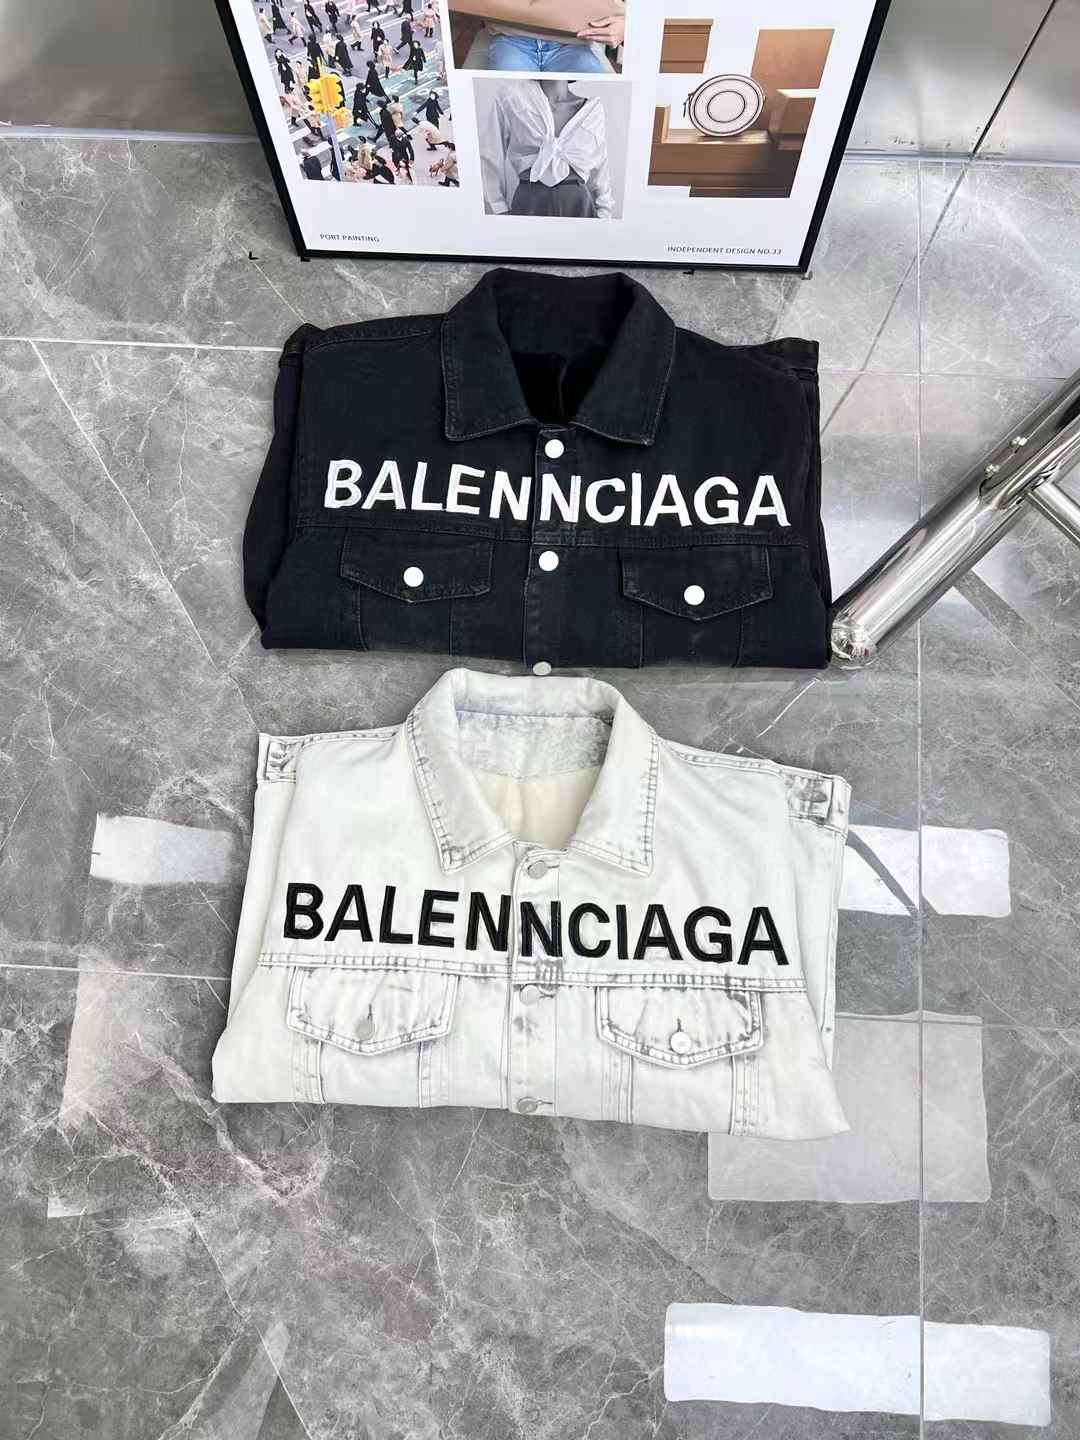 PORT PAINTING
INDEPENDENT DESIGN NO.33
BALENNCIAGA
BALENNCIAGA